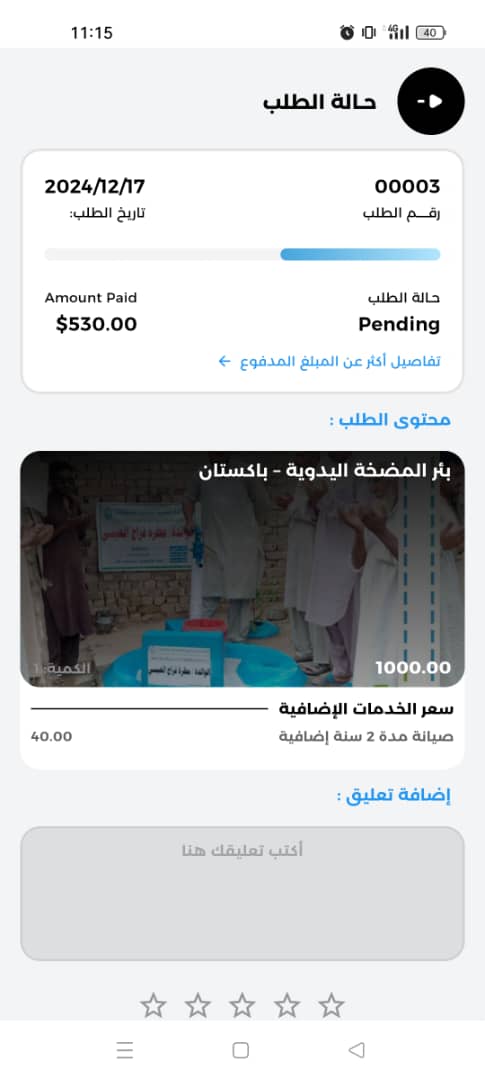 11:15
4G
40
حالة الطلب
00003
2024/12/17
رقم الطلب
تاريخ الطلب:
حالة الطلب
Amount Paid
Pending
$530.00
تفاصيل أكثر عن المبلغ المدفوع ←
محتوى الطلب :
بئر المضخة اليدوية – باكستان
1000.00
الكمية: 1
سعر الخدمات الإضافية
صيانة مدة 2 سنة إضافية
40.00
إضافة تعليق :
أكتب تعليقك هنا